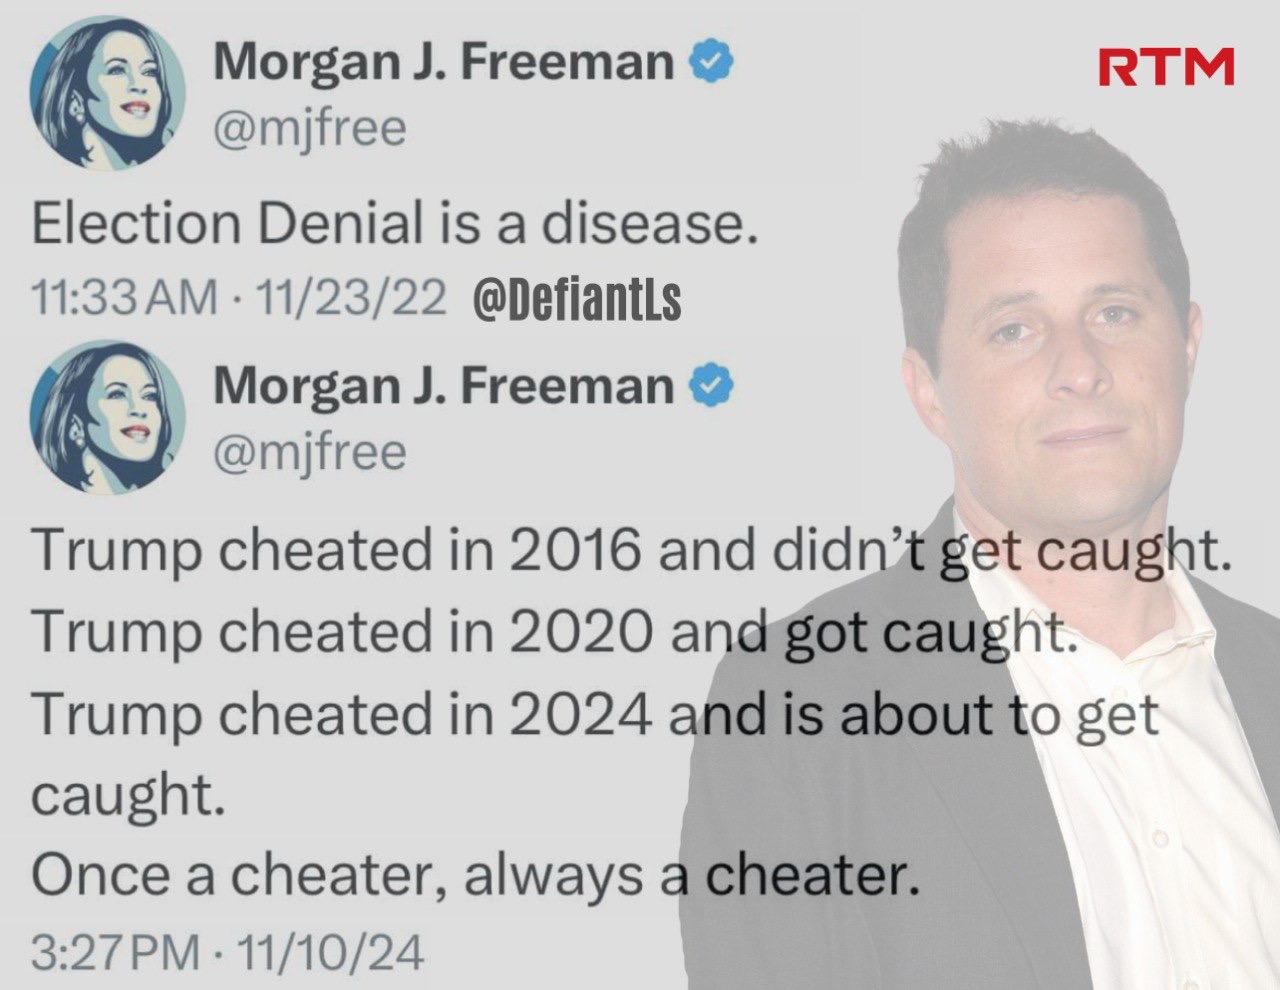 Morgan J. Freeman
RTM
@mjfree
Election Denial is a disease.
11:33 AM · 11/23/22 @DefiantLs
Morgan J. Freeman
@mjfree
Trump cheated in 2016 and didn’t get caught.
Trump cheated in 2020 and got caught.
Trump cheated in 2024 and is about to get
caught.
Once a cheater, always a cheater.
3:27 PM · 11/10/24